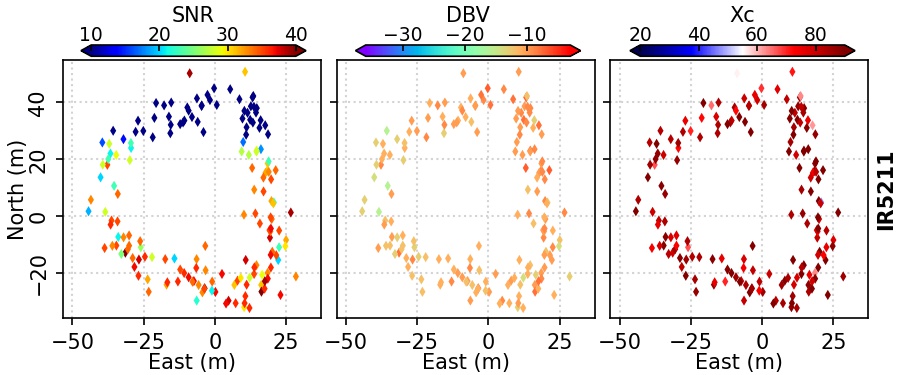 SNR DBV Xc
10 20 30 40 −30 −20 −10 20 40 60 80
40
20
0
−20
North (m)
−50 −25 0 25 −50 −25 0 25 −50 −25 0 25
East (m) East (m) East (m)
IR5211